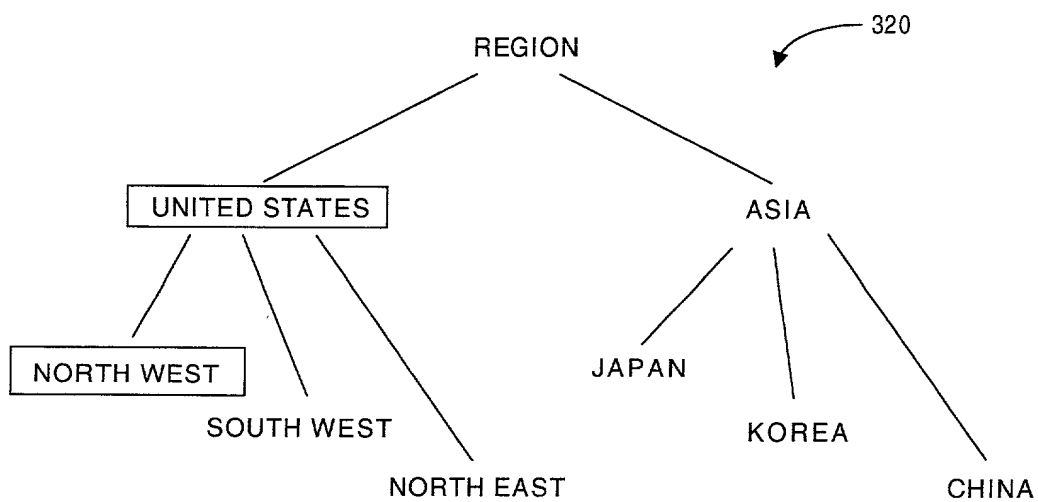 320
REGION
UNITED STATES
ASIA
NORTH WEST
JAPAN
SOUTH WEST
KOREA
NORTH EAST
CHINA